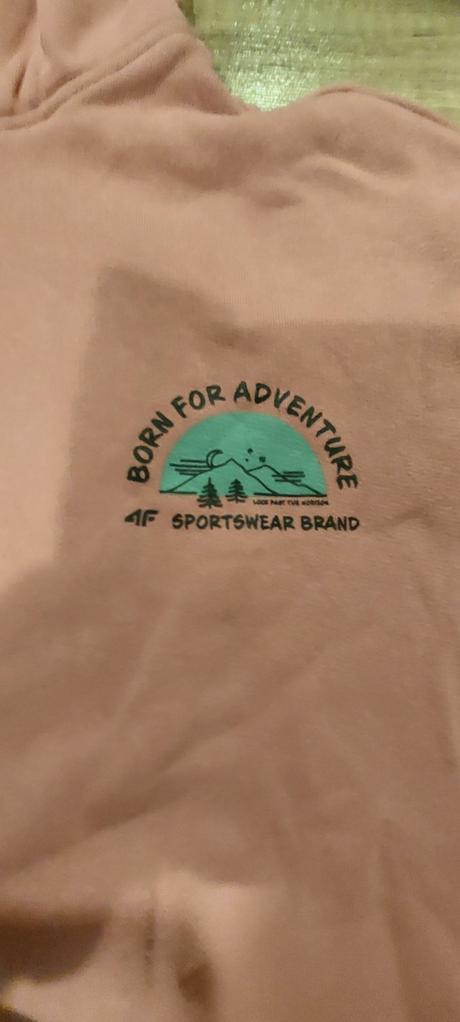 BORN FOR ADVENTURE
LOOK PAST THE HORIZON
4F SPORTSWEAR BRAND